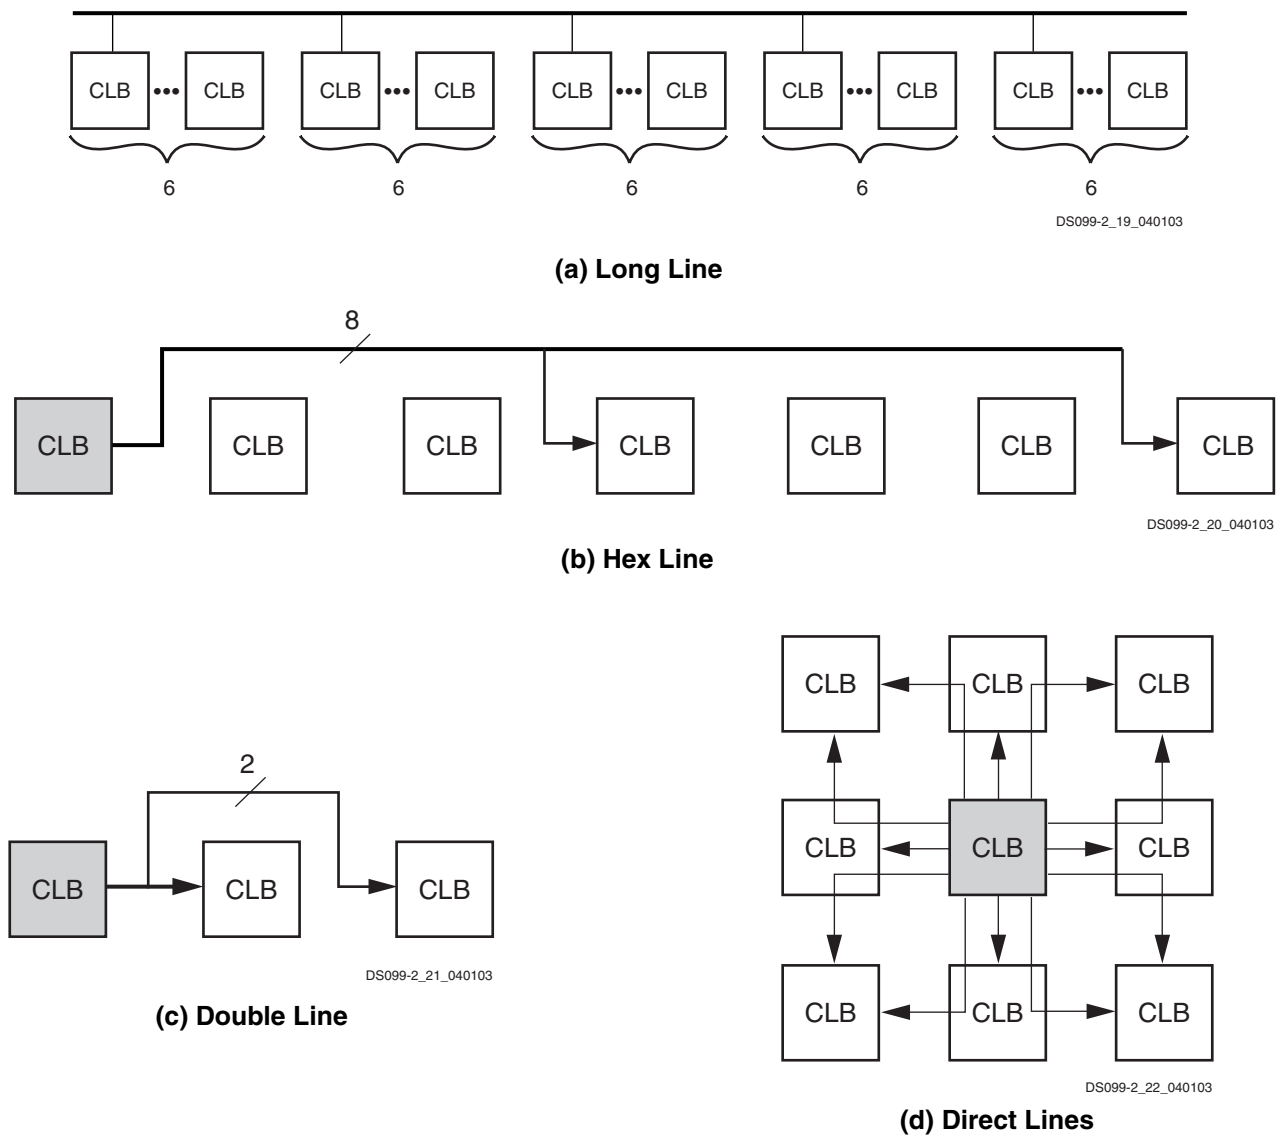 CLB ••• CLB CLB ••• CLB CLB ••• CLB CLB ••• CLB CLB ••• CLB
6 6 6 6 6
DS099-2_19_040103
(a) Long Line
8
CLB CLB CLB CLB CLB CLB CLB
DS099-2_20_040103
(b) Hex Line
2
CLB CLB CLB
DS099-2_21_040103
(c) Double Line
CLB CLB CLB
CLB CLB CLB
CLB CLB CLB
DS099-2_22_040103
(d) Direct Lines